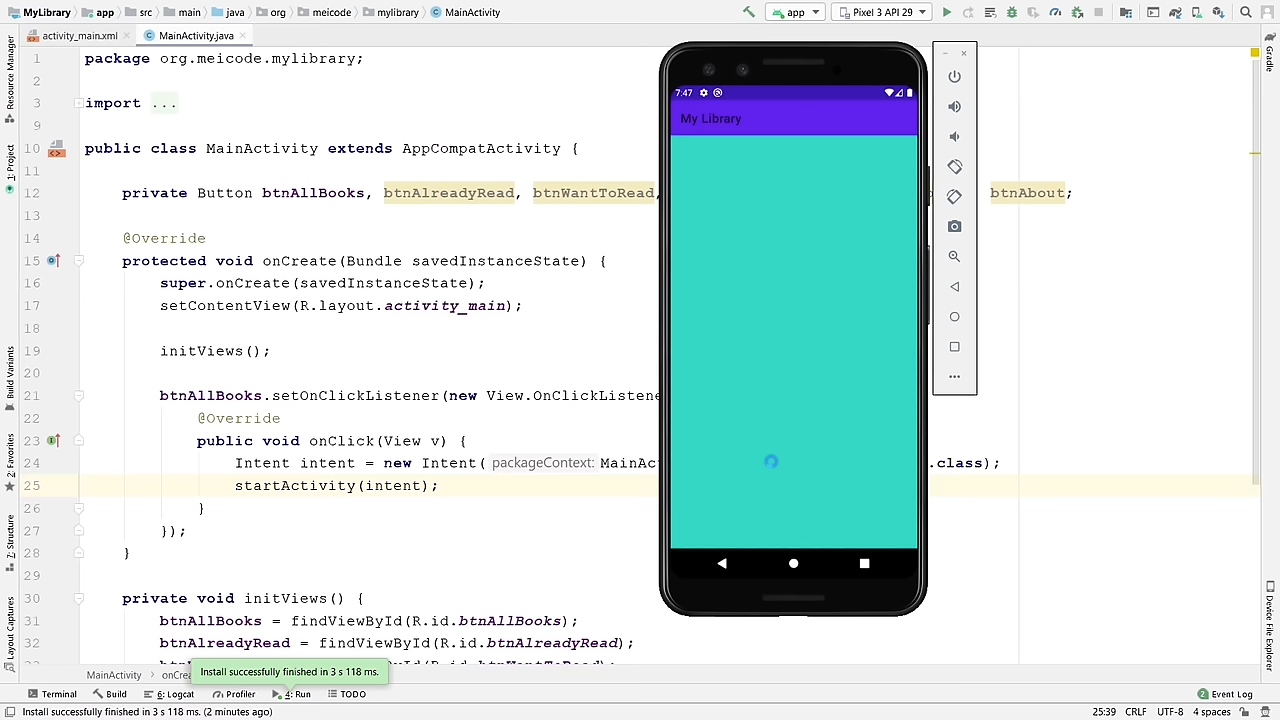 MyLibrary app src main java org meicode mylibrary MainActivity app Pixel 3 API 29
activity_main.xml MainActivity.java
1 package org.meicode.mylibrary;
2
3 import ...
9
10 public class MainActivity extends AppCompatActivity {
11
12 private Button btnAllBooks, btnAlreadyRead, btnWantToRead, btnAbout;
13
14 @Override
15 protected void onCreate(Bundle savedInstanceState) {
16 super.onCreate(savedInstanceState);
17 setContentView(R.layout.activity_main);
18
19 initViews();
20
21 btnAllBooks.setOnClickListener(new View.OnClickListene
22 @Override
23 public void onClick(View v) {
24 Intent intent = new Intent( packageContext: MainAc .class);
25 startActivity(intent);
26 }
27 });
28 }
29
30 private void initViews() {
31 btnAllBooks = findViewById(R.id.btnAllBooks);
32 btnAlreadyRead = findViewById(R.id.btnAlreadyRead);
7:47
My Library
Resource Manager
1: Project
Build Variants
2: Favorites
7: Structure
Layout Captures
Gradle
Device File Explorer
MainActivity onCrea
Install successfully finished in 3 s 118 ms.
Terminal Build 6: Logcat Profiler 4: Run TODO 2 Event Log
Install successfully finished in 3 s 118 ms. (2 minutes ago) 25:39 CRLF UTF-8 4 spaces